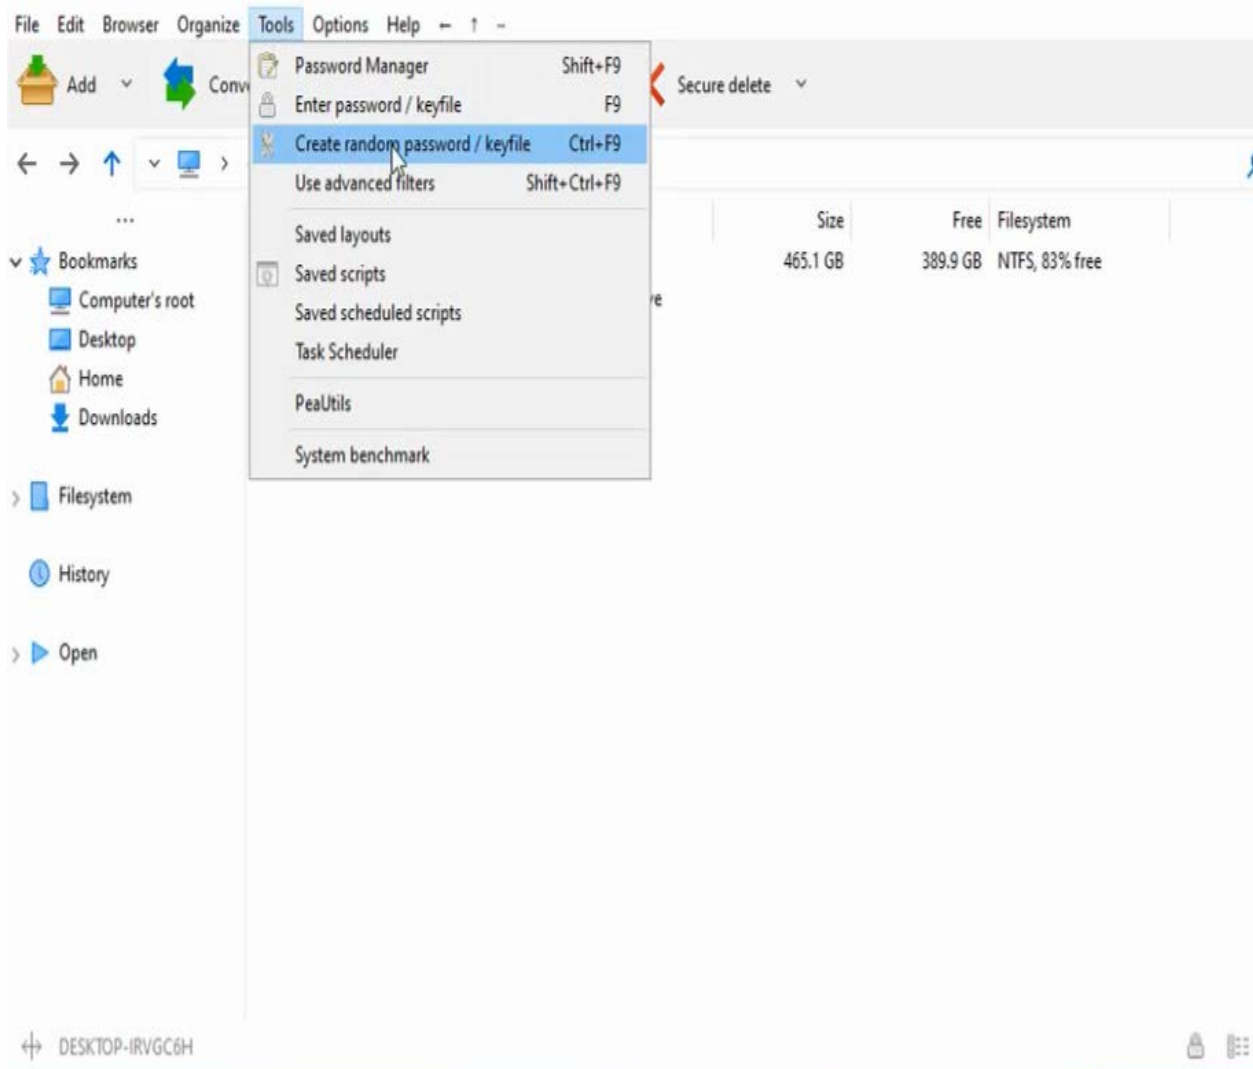 File Edit Browser Organize Tools Options Help
Add Conv Secure delete
Password Manager Shift+F9
Enter password / keyfile F9
Create random password / keyfile Ctrl+F9
Use advanced filters Shift+Ctrl+F9
Saved layouts
Saved scripts
Saved scheduled scripts
Task Scheduler
PeaUtils
System benchmark
...
Bookmarks
Computer's root
Desktop
Home
Downloads
Filesystem
History
Open
Size Free Filesystem
465.1 GB 389.9 GB NTFS, 83% free
DESKTOP-IRVGC6H